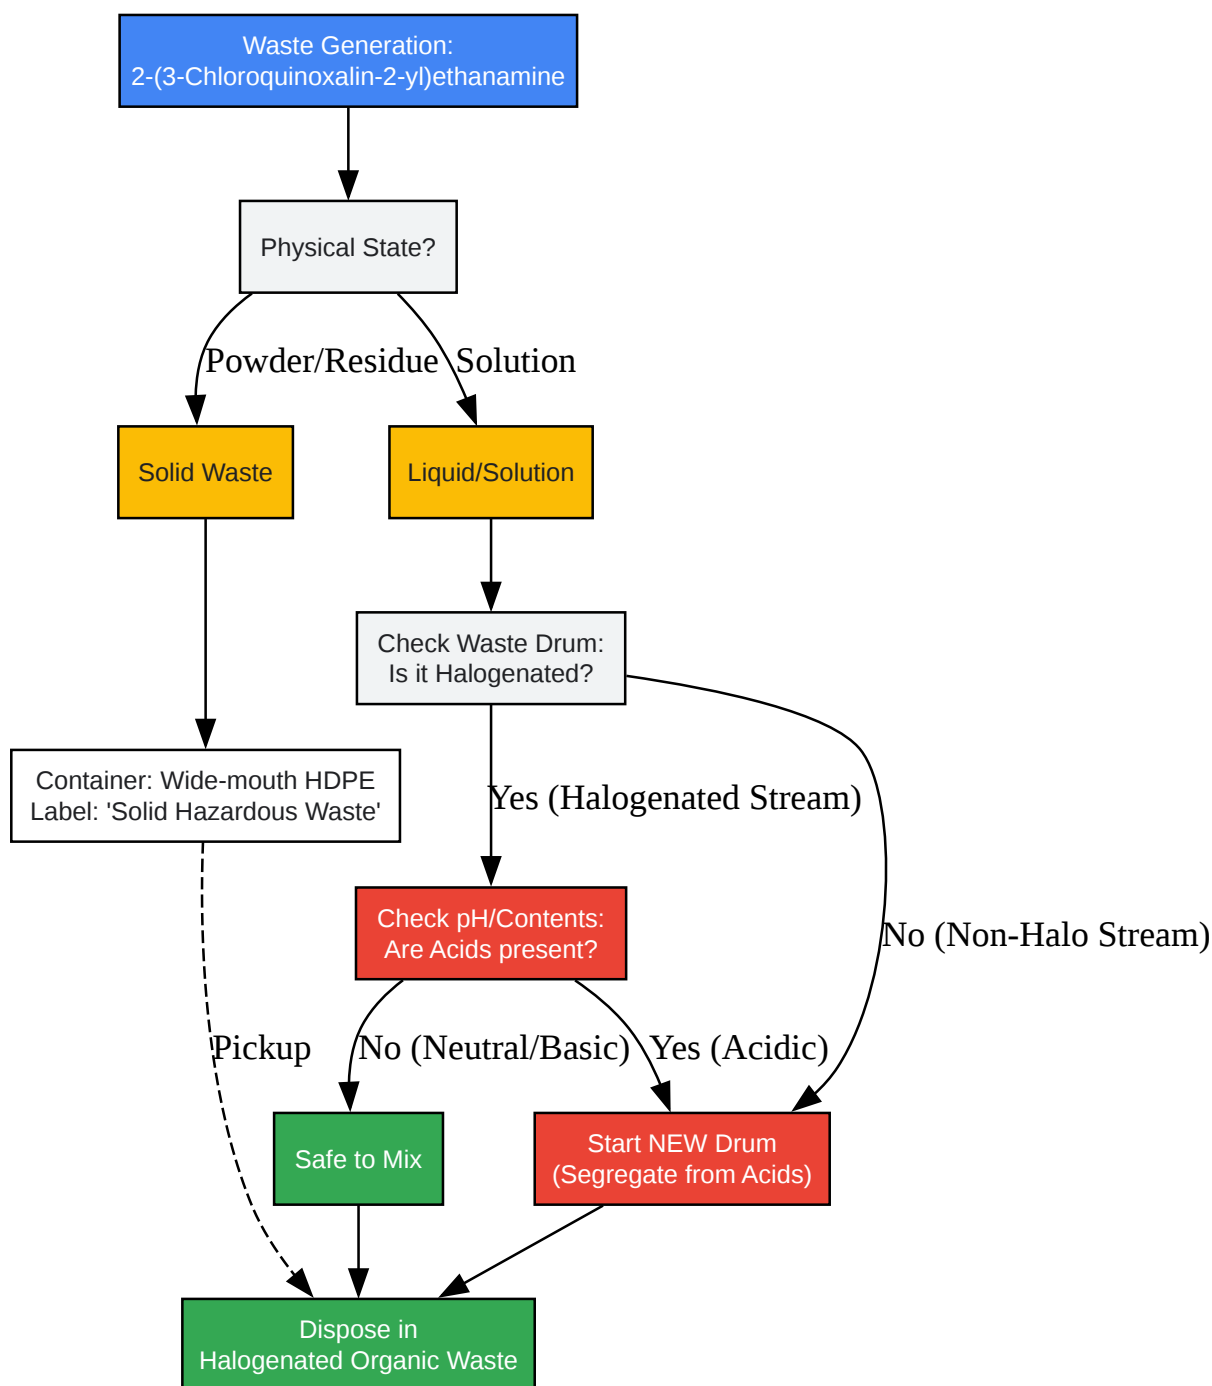 Waste Generation:
2-(3-Chloroquinoxalin-2-yl)ethanamine
Physical State?
Powder/Residue
Solution
Solid Waste
Liquid/Solution
Check Waste Drum:
Is it Halogenated?
Container: Wide-mouth HDPE
Label: 'Solid Hazardous Waste'
Yes (Halogenated Stream)
Check pH/Contents:
Are Acids present?
No (Non-Halo Stream)
Pickup
No (Neutral/Basic)
Yes (Acidic)
Safe to Mix
Start NEW Drum
(Segregate from Acids)
Dispose in
Halogenated Organic Waste